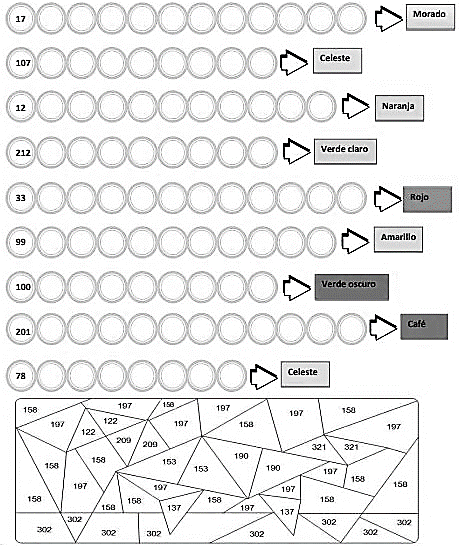 17 Morado
107 Celeste
12 Naranja
212 Verde claro
33 Rojo
99 Amarillo
100 Verde oscuro
201 Café
78 Celeste
158 197 158 197 197 158
122 122 197 158 197
209 209 321 321
158 158 153 153 190 190 197 158 158
197 197 197 158
158 158 158 137 158 197 137 158
302 302 302 302 302 302 302 302